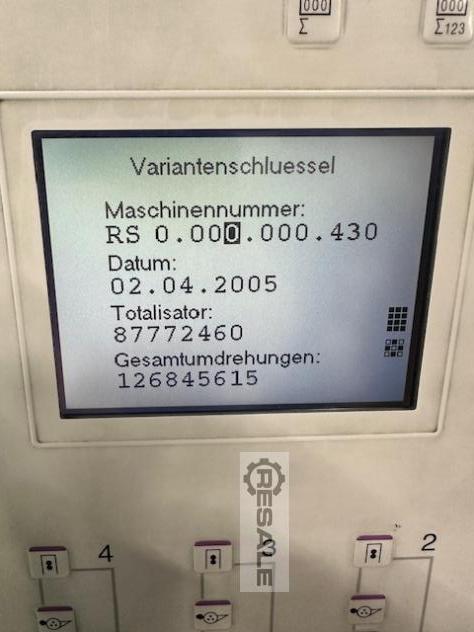 000
Σ
000
Σ123
Variantenschluessel
Maschinennummer:
RS 0.000.000.430
Datum:
02.04.2005
Totalisator:
87772460
Gesamtumdrehungen:
126845615
RESALE
4
3
2